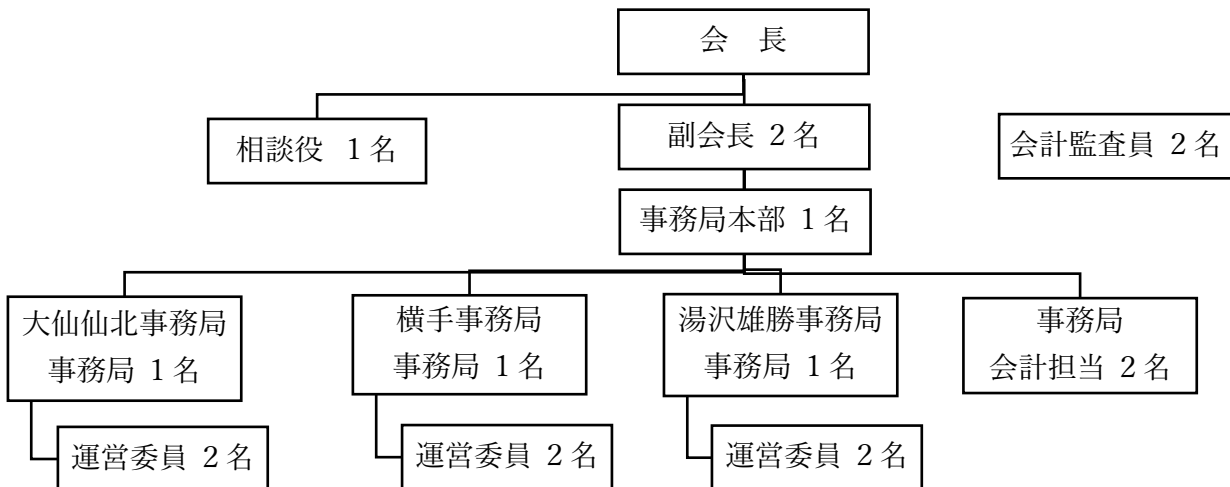 会　長
相談役　１名
副会長 ２名
会計監査員 ２名
事務局本部 １名
大仙仙北事務局
事務局 １名
横手事務局
事務局 １名
湯沢雄勝事務局
事務局 １名
事務局
会計担当 ２名
運営委員 ２名
運営委員 ２名
運営委員 ２名